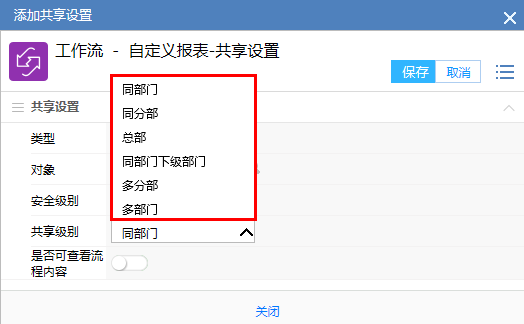 添加共享设置
工作流 - 自定义报表-共享设置
保存
取消
共享设置
类型
对象
安全级别
共享级别
同部门
同分部
总部
同部门下级部门
多分部
多部门
同部门
是否可查看流
程内容
关闭